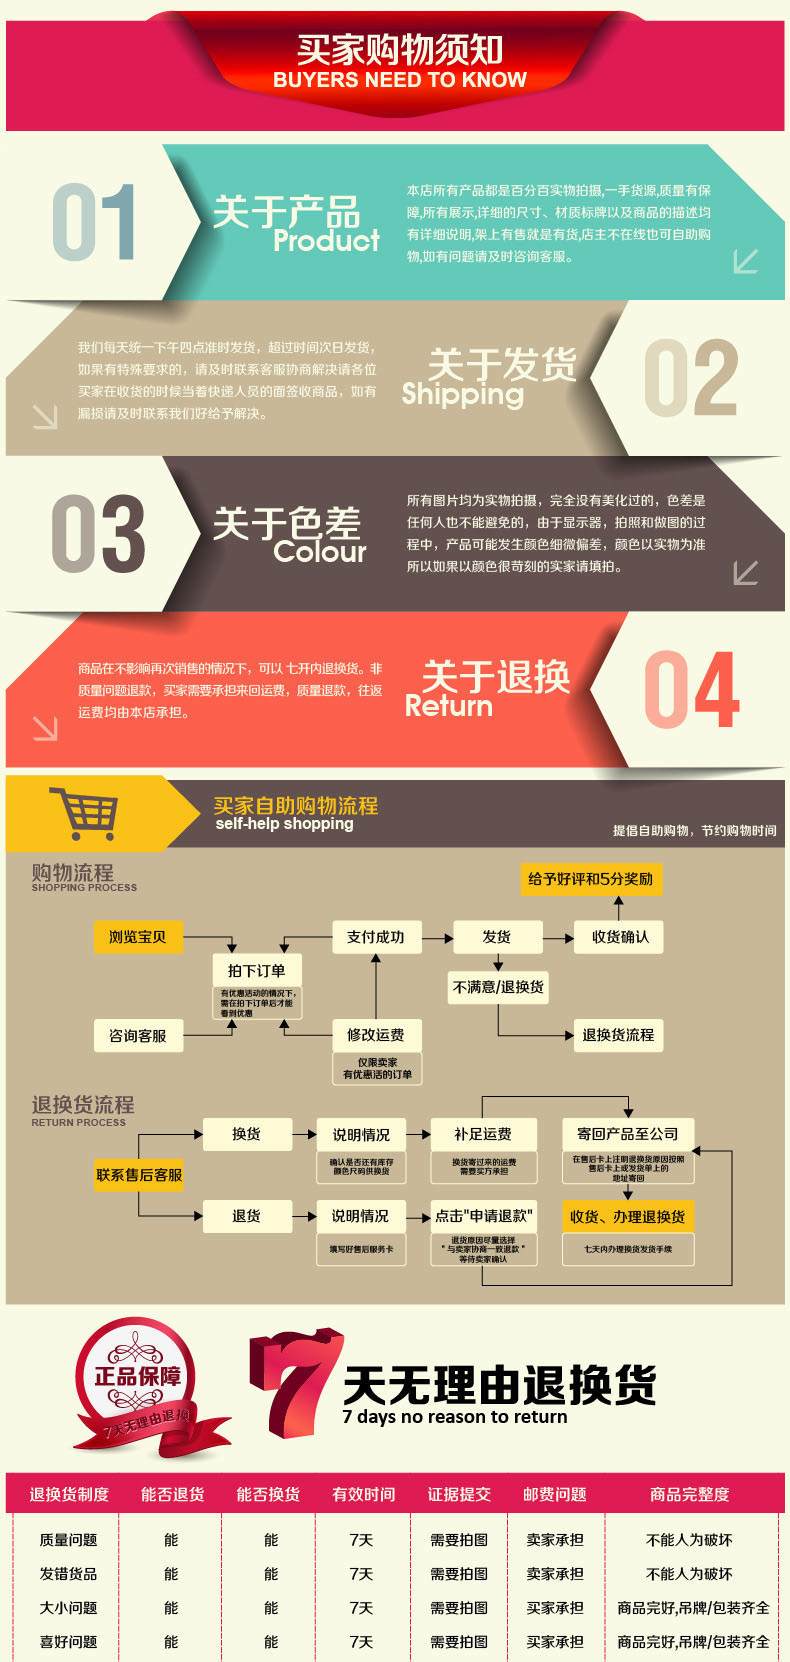 买家购物须知
BUYERS NEED TO KNOW
01
关于产品
Product
本店所有产品都是百分百实物拍摄,一手货源,质量有保
障,所有展示,详细的尺寸、材质标牌以及商品的描述均
有详细说明,架上有售就是有货,店主不在线也可自助购
物,如有问题请及时咨询客服。
我们每天统一下午四点准时发货，超过时间次日发货，
如果有特殊要求的，请及时联系客服协商解决请各位
买家在收货的时候当着快递人员的面签收商品，如有
漏损请及时联系我们好给予解决。
关于发货
Shipping
02
03
关于色差
Colour
所有图片均为实物拍摄，完全没有美化过的，色差是
任何人也不能避免的，由于显示器，拍照和做图的过
程中，产品可能发生颜色细微偏差，颜色以实物为准
所以如果以颜色很苛刻的买家请填拍。
商品在不影响再次销售的情况下，可以 七开内退换货。非
质量问题退款，买家需要承担来回运费，质量退款，往返
运费均由本店承担。
关于退换
Return
04
买家自助购物流程
self-help shopping
提倡自助购物，节约购物时间
购物流程
SHOPPING PROCESS
给予好评和5分奖励
浏览宝贝
支付成功
发货
收货确认
拍下订单
有优惠活动的情况下，
需在拍下订单后才能
看到优惠
不满意/退换货
咨询客服
修改运费
退换货流程
仅限卖家
有优惠活的订单
退换货流程
RETURN PROCESS
换货
说明情况
补足运费
寄回产品至公司
确认是否还有库存
颜色尺码供换货
换货寄过来的运费
需要买方承担
在售后卡上注明退换货原因按照
售后卡上或发货单上的
地址寄回
联系售后客服
退货
说明情况
点击"申请退款"
收货、办理退换货
填写好售后服务卡
退货原因尽量选择
"与卖家协商一致退款"
等待卖家确认
七天内办理换货发货手续
正品保障
7天无理由退换
7天无理由退换货
7 days no reason to return
退换货制度 能否退货 能否换货 有效时间 证据提交 邮费问题 商品完整度
质量问题 能 能 7天 需要拍图 卖家承担 不能人为破坏
发错货品 能 能 7天 需要拍图 卖家承担 不能人为破坏
大小问题 能 能 7天 需要拍图 买家承担 商品完好,吊牌/包装齐全
喜好问题 能 能 7天 需要拍图 买家承担 商品完好,吊牌/包装齐全